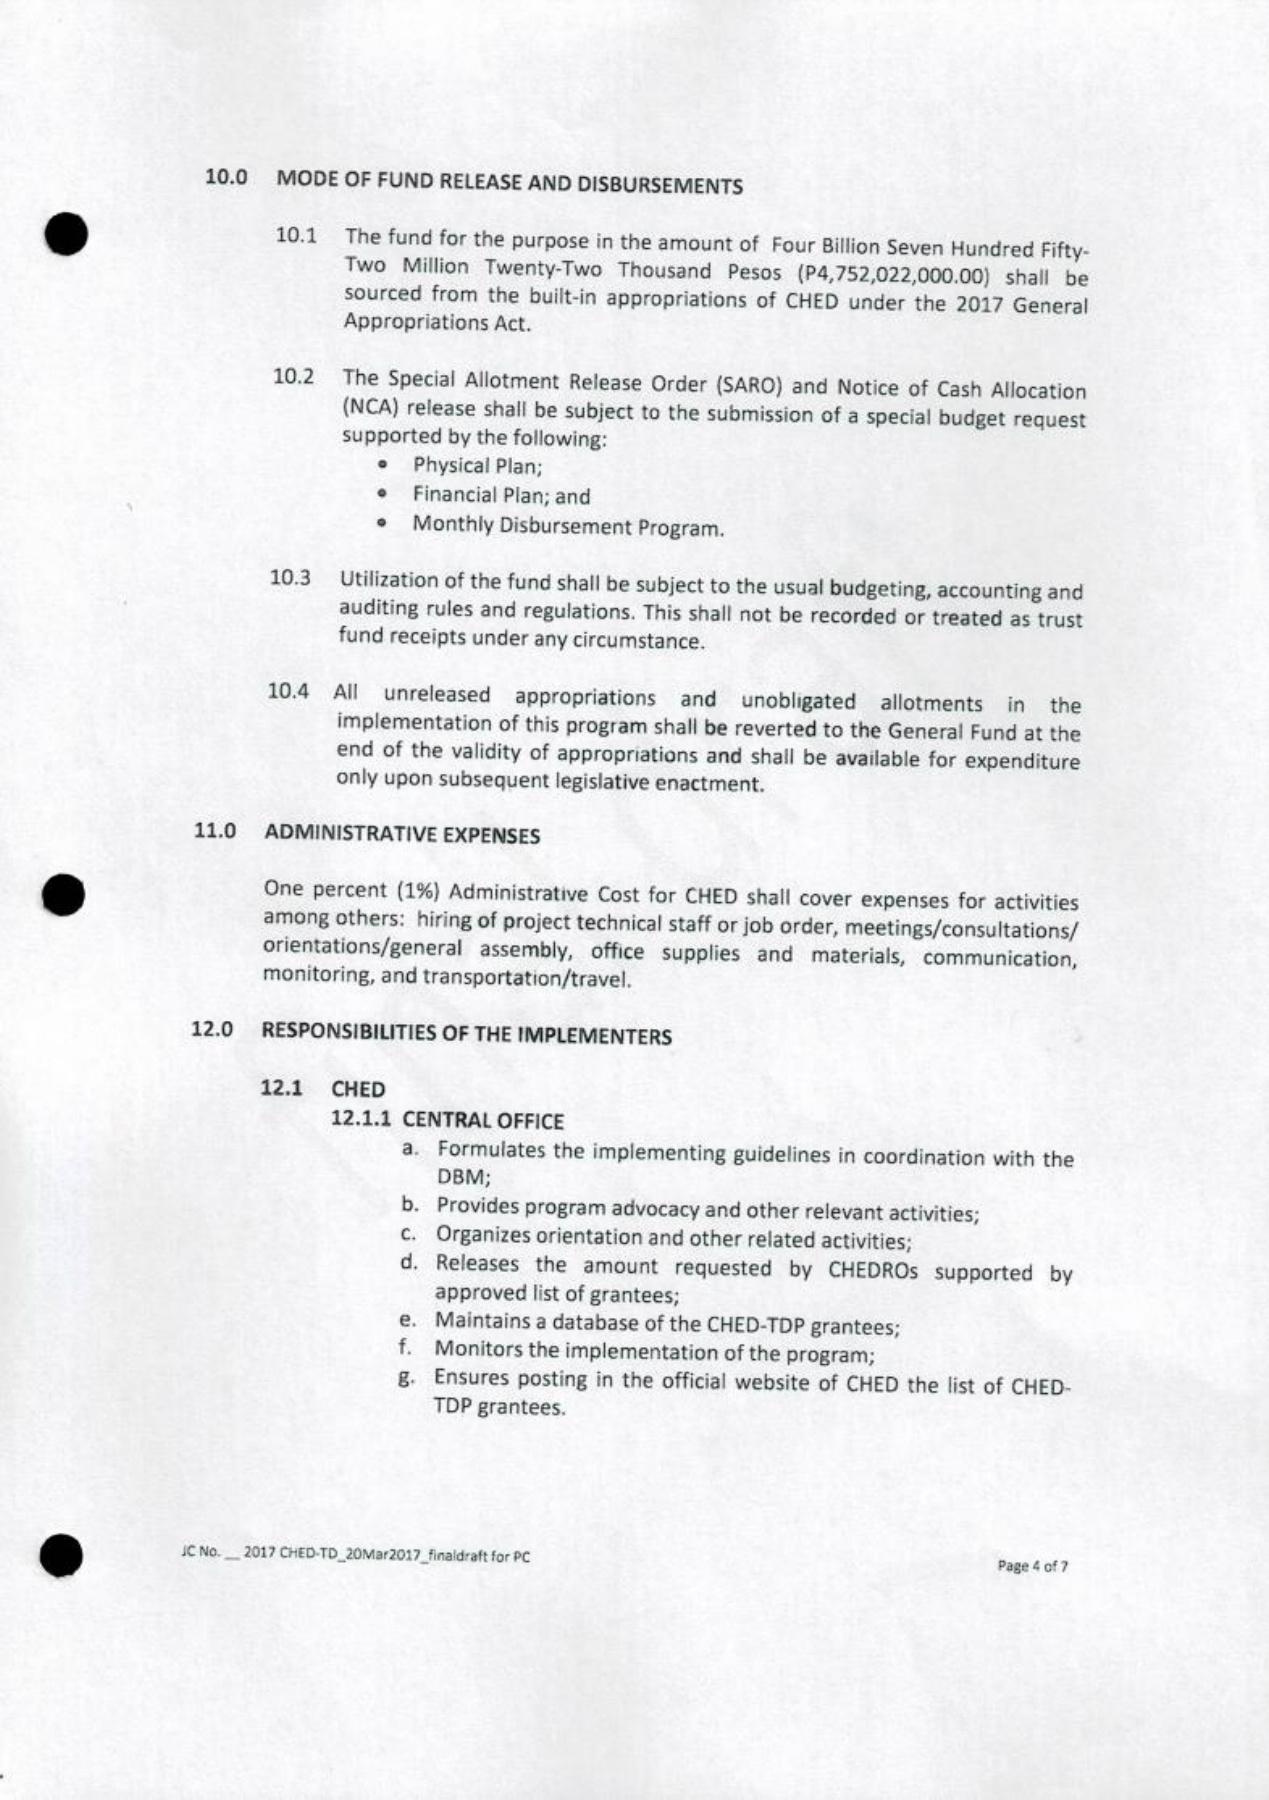 10.0 MODE OF FUND RELEASE AND DISBURSEMENTS
10.1 The fund for the purpose in the amount of Four Billion Seven Hundred Fifty-
Two Million Twenty-Two Thousand Pesos (P4,752,022,000.00) shall be
sourced from the built-in appropriations of CHED under the 2017 General
Appropriations Act.
10.2 The Special Allotment Release Order (SARO) and Notice of Cash Allocation
(NCA) release shall be subject to the submission of a special budget request
supported by the following:
• Physical Plan;
• Financial Plan; and
• Monthly Disbursement Program.
10.3 Utilization of the fund shall be subject to the usual budgeting, accounting and
auditing rules and regulations. This shall not be recorded or treated as trust
fund receipts under any circumstance.
10.4 All unreleased appropriations and unobligated allotments in the
implementation of this program shall be reverted to the General Fund at the
end of the validity of appropriations and shall be available for expenditure
only upon subsequent legislative enactment.
11.0 ADMINISTRATIVE EXPENSES
One percent (1%) Administrative Cost for CHED shall cover expenses for activities
among others: hiring of project technical staff or job order, meetings/consultations/
orientations/general assembly, office supplies and materials, communication,
monitoring, and transportation/travel.
12.0 RESPONSIBILITIES OF THE IMPLEMENTERS
12.1 CHED
12.1.1 CENTRAL OFFICE
a. Formulates the implementing guidelines in coordination with the
DBM;
b. Provides program advocacy and other relevant activities;
c. Organizes orientation and other related activities;
d. Releases the amount requested by CHEDROs supported by
approved list of grantees;
e. Maintains a database of the CHED-TDP grantees;
f. Monitors the implementation of the program;
g. Ensures posting in the official website of CHED the list of CHED-
TDP grantees.
JC No. __ 2017 CHED-TD_20Mar2017_finaldraft for PC
Page 4 of 7